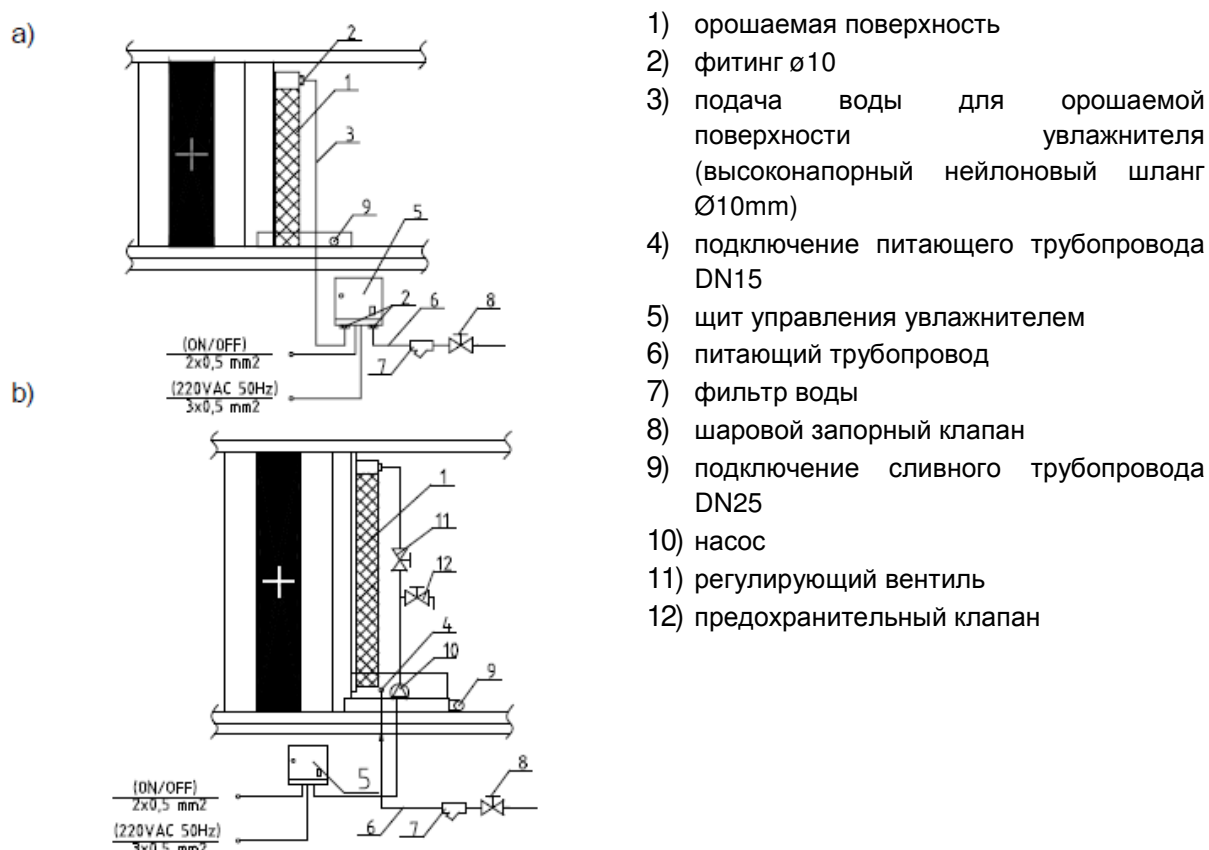 a)
2
1
3
9
5
2
6
8
7
(ON/OFF)
2x0,5 mm2
(220VAC 50Hz)
3x0,5 mm2
b)
1
11
12
4
10
9
5
8
6
7
(ON/OFF)
2x0,5 mm2
(220VAC 50Hz)
3x0,5 mm2
1) орошаемая поверхность
2) фитинг ø10
3) подача воды для орошаемой
поверхности увлажнителя
(высоконапорный нейлоновый шланг
Ø10mm)
4) подключение питающего трубопровода
DN15
5) щит управления увлажнителем
6) питающий трубопровод
7) фильтр воды
8) шаровой запорный клапан
9) подключение сливного трубопровода
DN25
10) насос
11) регулирующий вентиль
12) предохранительный клапан